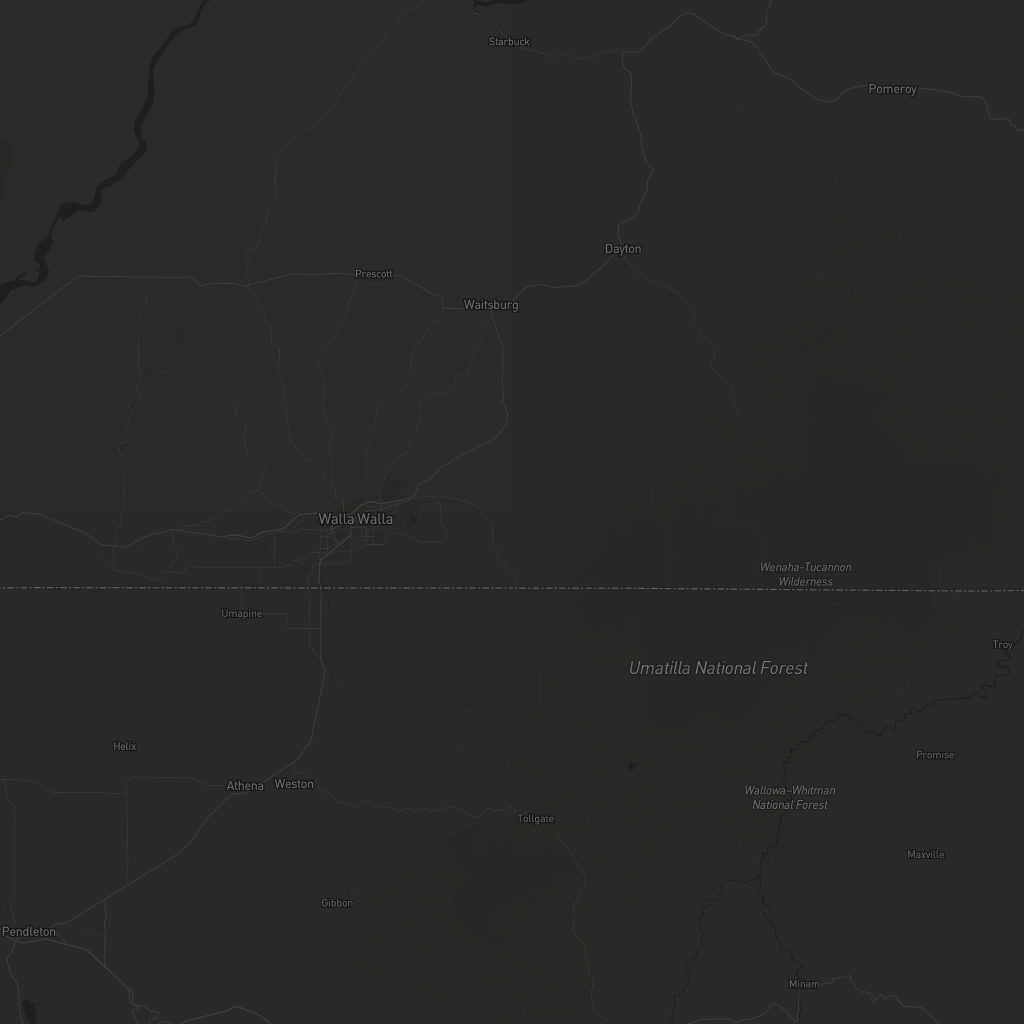 Starbuck
Pomeroy
Dayton
Prescott
Waitsburg
Walla Walla
Wenaha-Tucannon
Wilderness
Umapine
Troy
Umatilla National Forest
Helix
Promise
Athena
Weston
Wallowa–Whitman
National Forest
Tollgate
Maxville
Gibbon
Pendleton
Minam